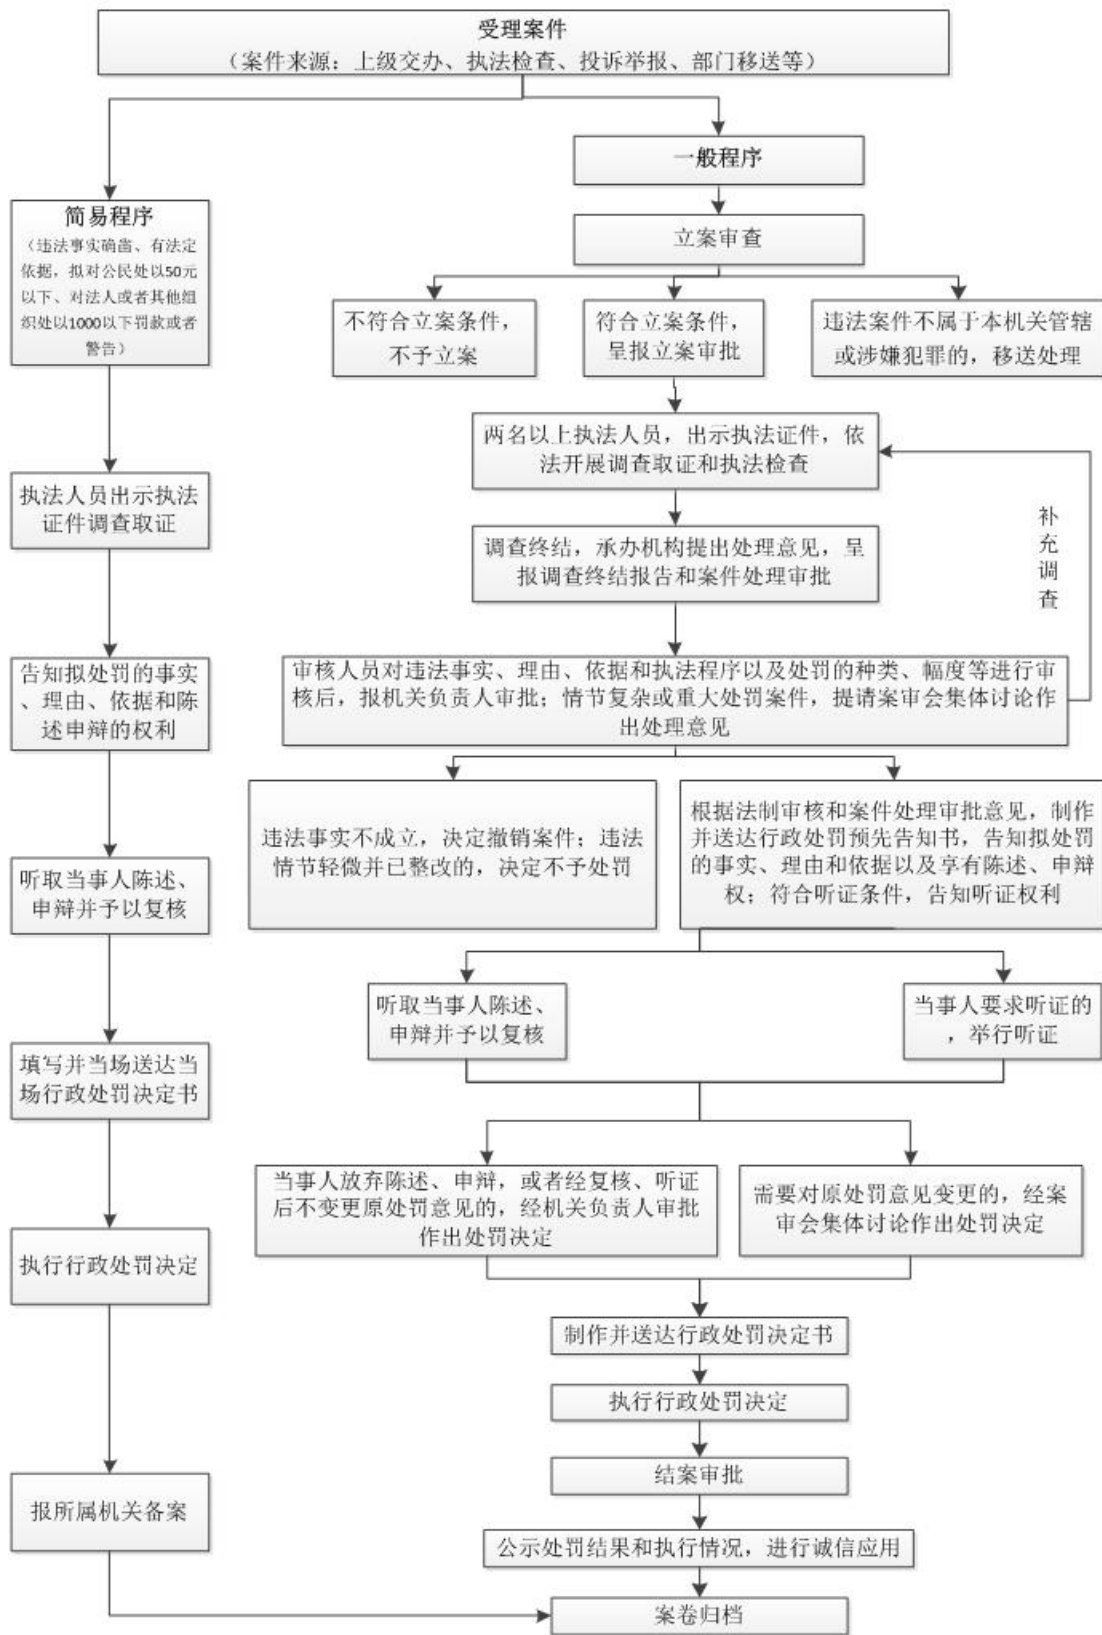 受理案件
（案件来源：上级交办、执法检查、投诉举报、部门移送等）
一般程序
简易程序
（违法事实确凿、有法定
依据，拟对公民处以50元
以下、对法人或者其他组
织处以1000以下罚款或者
警告）
立案审查
不符合立案条件，
不予立案
符合立案条件，
呈报立案审批
违法案件不属于本机关管辖
或涉嫌犯罪的，移送处理
两名以上执法人员，出示执法证件，依
法开展调查取证和执法检查
执法人员出示执法
证件调查取证
补
充
调
查
调查终结，承办机构提出处理意见，呈
报调查终结报告和案件处理审批
告知拟处罚的事实
、理由、依据和陈
述申辩的权利
审核人员对违法事实、理由、依据和执法程序以及处罚的种类、幅度等进行审
核后，报机关负责人审批；情节复杂或重大处罚案件，提请案审会集体讨论作
出处理意见
违法事实不成立，决定撤销案件；违法
情节轻微并已整改的，决定不予处罚
根据法制审核和案件处理审批意见，制作
并送达行政处罚预先告知书，告知拟处罚
的事实、理由和依据以及享有陈述、申辩
权；符合听证条件，告知听证权利
听取当事人陈述、
申辩并予以复核
听取当事人陈述、
申辩并予以复核
当事人要求听证的
，举行听证
填写并当场送达当
场行政处罚决定书
当事人放弃陈述、申辩，或者经复核、听证
后不变更原处罚意见的，经机关负责人审批
作出处罚决定
需要对原处罚意见变更的，经案
审会集体讨论作出处罚决定
执行行政处罚决定
制作并送达行政处罚决定书
执行行政处罚决定
结案审批
报所属机关备案
公示处罚结果和执行情况，进行诚信应用
案卷归档